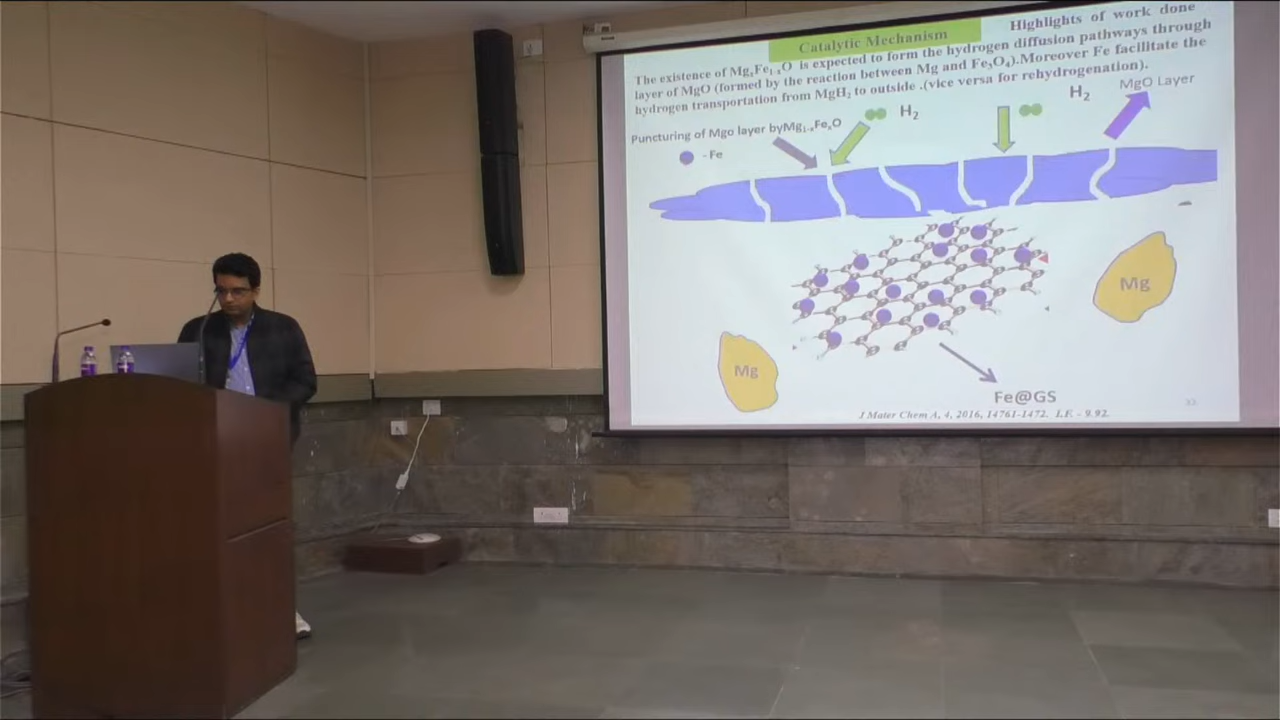 Catalytic Mechanism
Highlights of work done
The existence of MgxFe1-xO is expected to form the hydrogen diffusion pathways through
layer of MgO (formed by the reaction between Mg and Fe3O4).Moreover Fe facilitate the
hydrogen transportation from MgH2 to outside .(vice versa for rehydrogenation).
MgO Layer
H2
H2
Puncturing of Mgo layer byMg1-xFexO
-Fe
Mg
Mg
Fe@GS
J Mater Chem A, 4, 2016, 14761-1472. I.F. - 9.92.
33